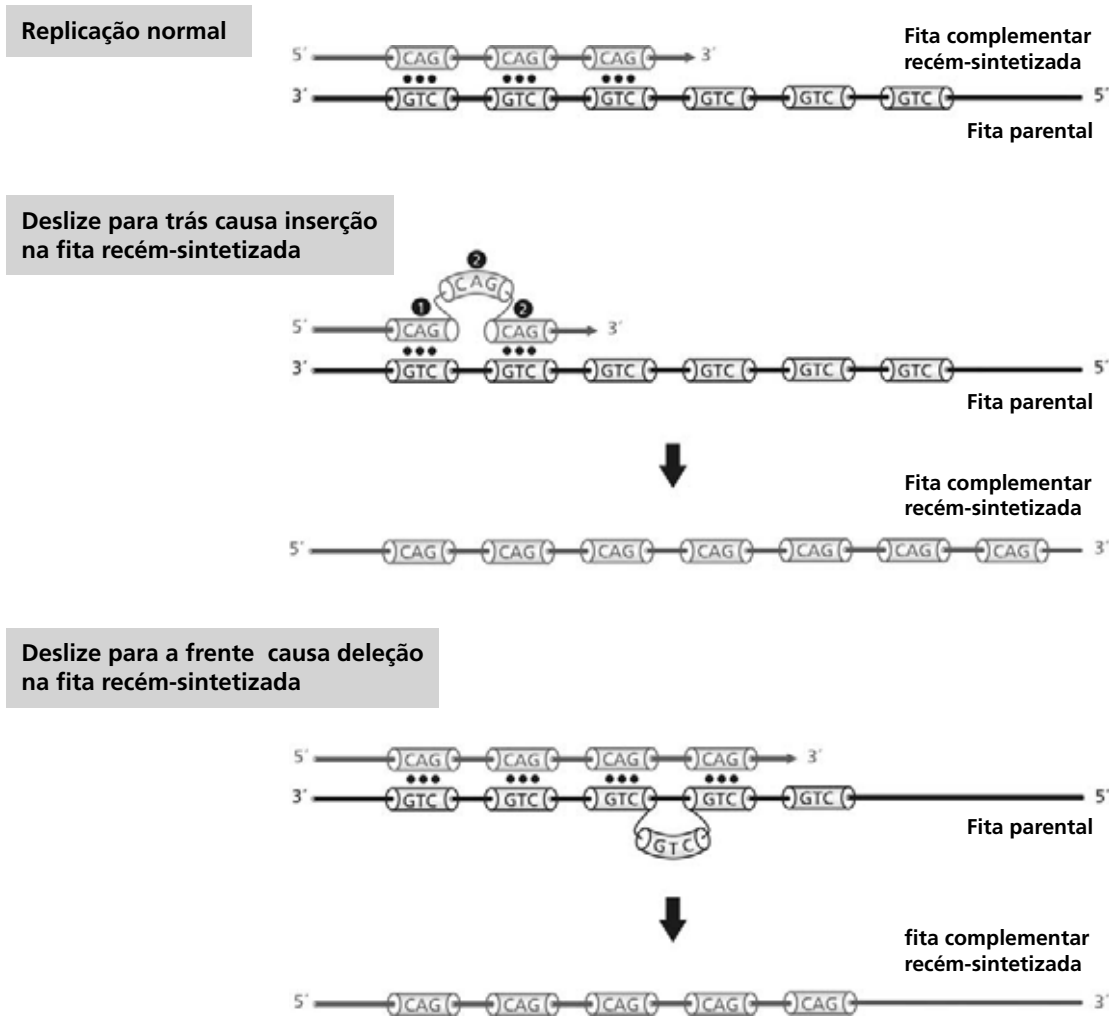 Replicação normal
5´ CAG CAG CAG 3´
Fita complementar
recém-sintetizada
3´ GTC GTC GTC GTC GTC GTC 5´
Fita parental
Deslize para trás causa inserção
na fita recém-sintetizada
2
CAG
1 2
5´ CAG CAG 3´
3´ GTC GTC GTC GTC GTC GTC 5´
Fita parental
Fita complementar
recém-sintetizada
5´ CAG CAG CAG CAG CAG CAG CAG 3´
Deslize para a frente causa deleção
na fita recém-sintetizada
5´ CAG CAG CAG CAG 3´
3´ GTC GTC GTC GTC GTC 5´
Fita parental
GTC
fita complementar
recém-sintetizada
5´ CAG CAG CAG CAG CAG 3´